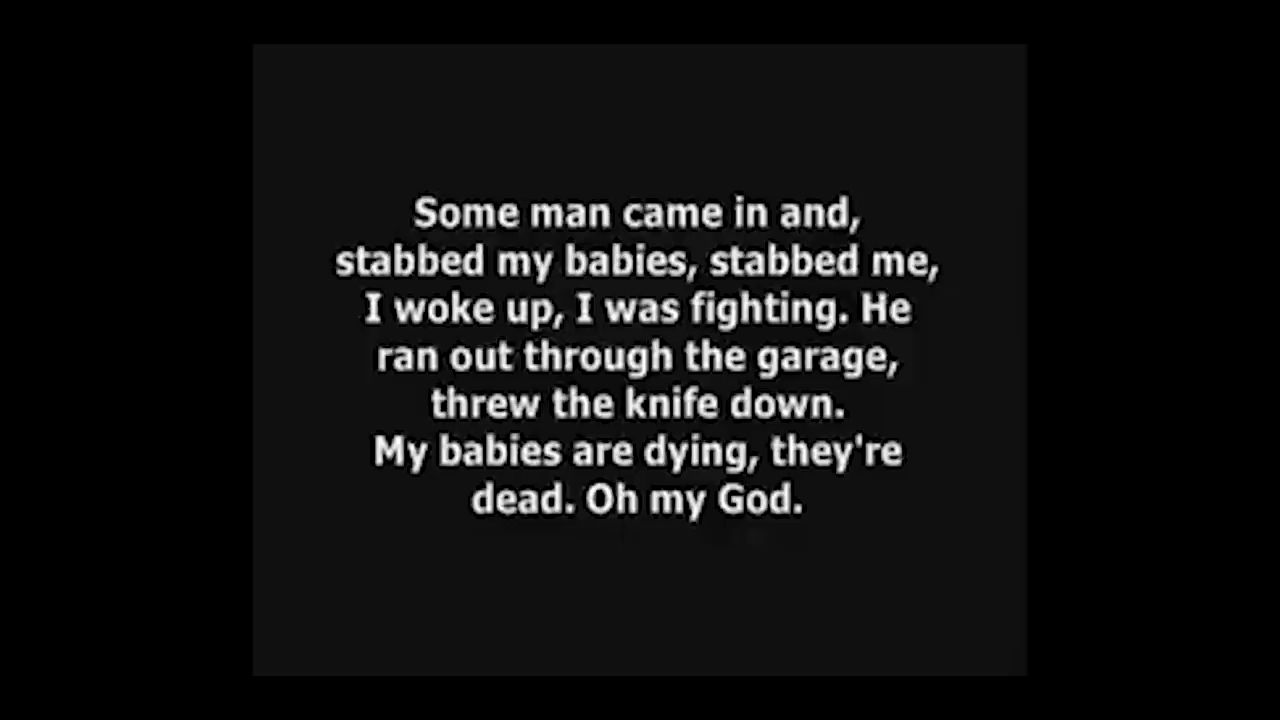 Some man came in and,
stabbed my babies, stabbed me,
I woke up, I was fighting. He
ran out through the garage,
threw the knife down.
My babies are dying, they're
dead. Oh my God.